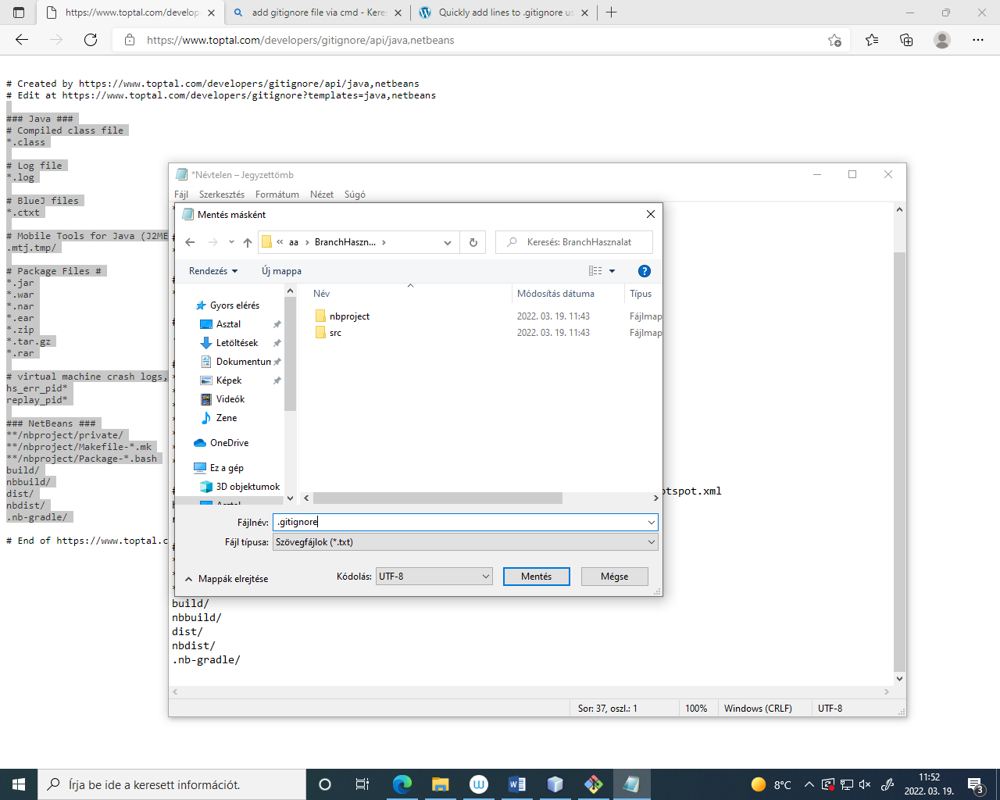 https://www.toptal.com/develop
add gitignore file via cmd - Kere
Quickly add lines to .gitignore us
https://www.toptal.com/developers/gitignore/api/java,netbeans
# Created by https://www.toptal.com/developers/gitignore/api/java,netbeans
# Edit at https://www.toptal.com/developers/gitignore?templates=java,netbeans
### Java ###
# Compiled class file
*.class
# Log file
*.log
# BlueJ files
*.ctxt
# Mobile Tools for Java (J2ME
.mtj.tmp/
# Package Files #
*.jar
*.war
*.nar
*.ear
*.zip
*.tar.gz
*.rar
# virtual machine crash logs,
hs_err_pid*
replay_pid*
### NetBeans ###
**/nbproject/private/
**/nbproject/Makefile-*.mk
**/nbproject/Package-*.bash
build/
nbbuild/
dist/
nbdist/
.nb-gradle/
# End of https://www.toptal.c
*Névtelen – Jegyzettömb
Fájl Szerkesztés Formátum Nézet Súgó
Mentés másként
« aa > BranchHaszn... >
Keresés: BranchHasznalat
Rendezés Új mappa
Gyors elérés
Asztal
Letöltések
Dokumentum
Képek
Videók
Zene
OneDrive
Ez a gép
3D objektumok
Asztal
Név Módosítás dátuma Típus
nbproject 2022. 03. 19. 11:43 Fájlmap
src 2022. 03. 19. 11:43 Fájlmap
Fájlnév: .gitignore
Fájl típusa: Szövegfájlok (*.txt)
Mappák elrejtése Kódolás: UTF-8 Mentés Mégse
otspot.xml
build/
nbbuild/
dist/
nbdist/
.nb-gradle/
Sor: 37, oszl.: 1 100% Windows (CRLF) UTF-8
Írja be ide a keresett információt.
8°C
11:52
2022. 03. 19.
3